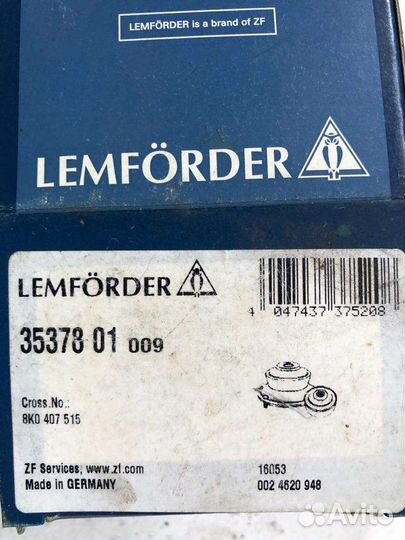 LEMFÖRDER is a brand of ZF
LEMFÖRDER
LEMFÖRDER
4 047437 375208
35378 01 009
Cross.No.:
8K0 407 515
ZF Services, www.zf.com
Made in GERMANY
16053
002 4620 948
Avito